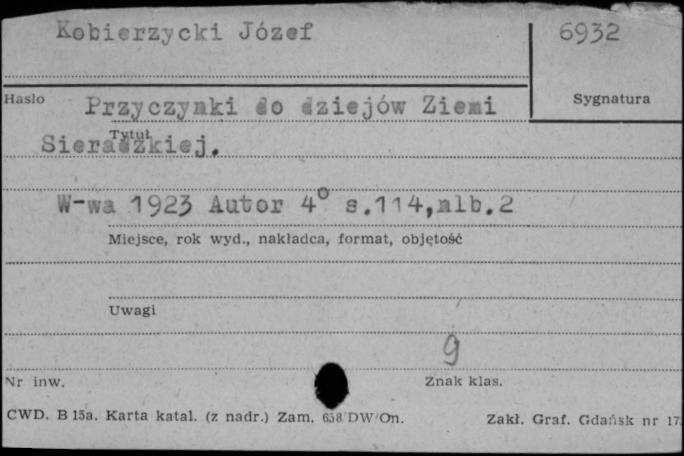 Kobierzycki Józef
6932
Hasło
Sygnatura
Przyczynki do dziejów Ziemi
Tytuł
Sieradzkiej.
W-wa 1923 Autor 4° s.114,nlb.2
Miejsce, rok wyd., nakładca, format, objętość
Uwagi
9
Nr inw.
Znak klas.
CWD. B 15a. Karta katal. (z nadr.) Zam. 658/DW/On.
Zakł. Graf. Gdańsk nr